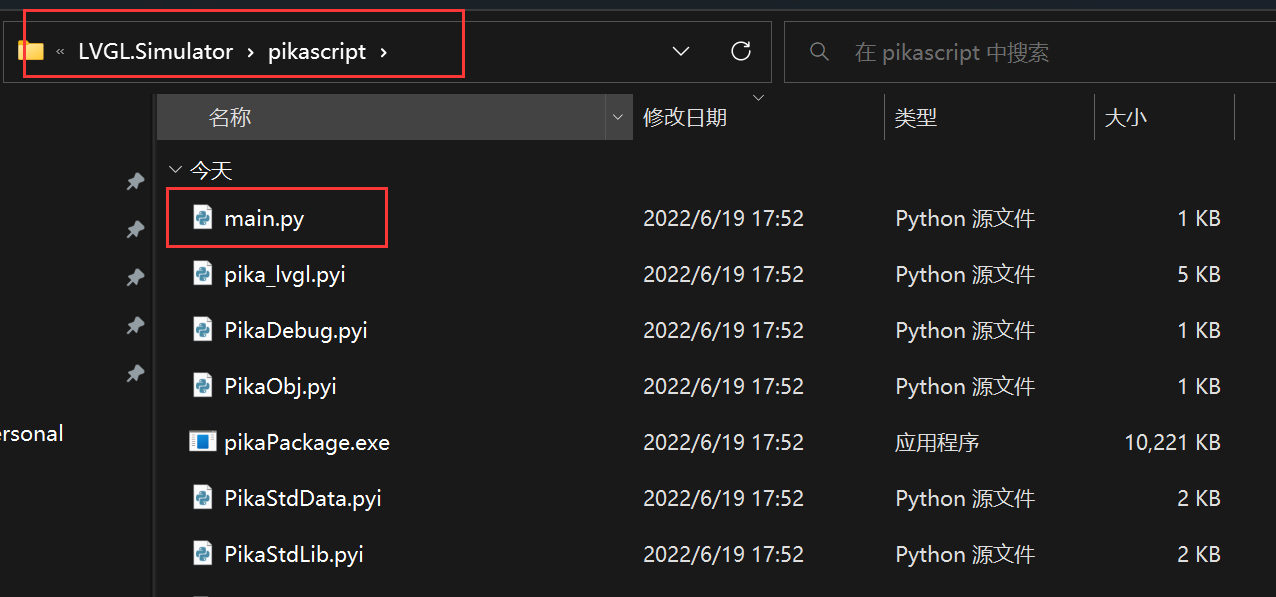 « LVGL.Simulator › pikascript ›
在 pikascript 中搜索
名称 修改日期 类型 大小
今天
main.py 2022/6/19 17:52 Python 源文件 1 KB
pika_lvgl.pyi 2022/6/19 17:52 Python 源文件 5 KB
PikaDebug.pyi 2022/6/19 17:52 Python 源文件 1 KB
PikaObj.pyi 2022/6/19 17:52 Python 源文件 1 KB
ersonal
pikaPackage.exe 2022/6/19 17:52 应用程序 10,221 KB
PikaStdData.pyi 2022/6/19 17:52 Python 源文件 2 KB
PikaStdLib.pyi 2022/6/19 17:52 Python 源文件 2 KB